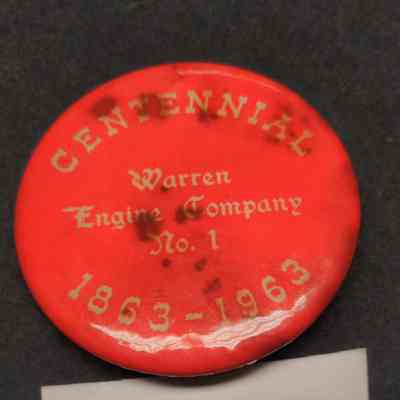 CENTENNIAL
Warren
Engine Company
No. 1
1863-1963